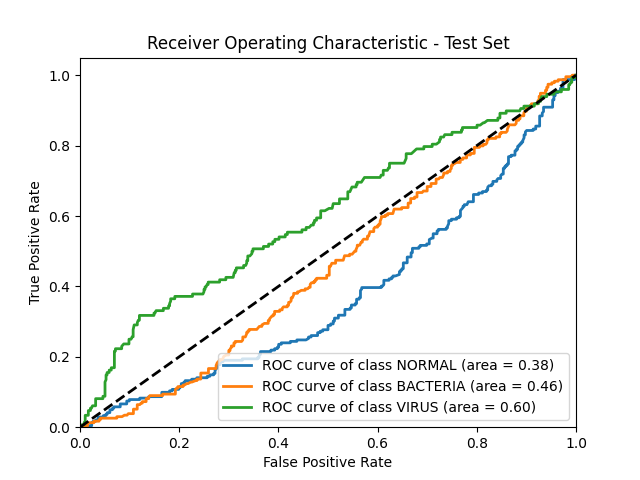 Receiver Operating Characteristic - Test Set
True Positive Rate
1.0
0.8
0.6
0.4
0.2
0.0
ROC curve of class NORMAL (area = 0.38)
ROC curve of class BACTERIA (area = 0.46)
ROC curve of class VIRUS (area = 0.60)
0.0 0.2 0.4 0.6 0.8 1.0
False Positive Rate